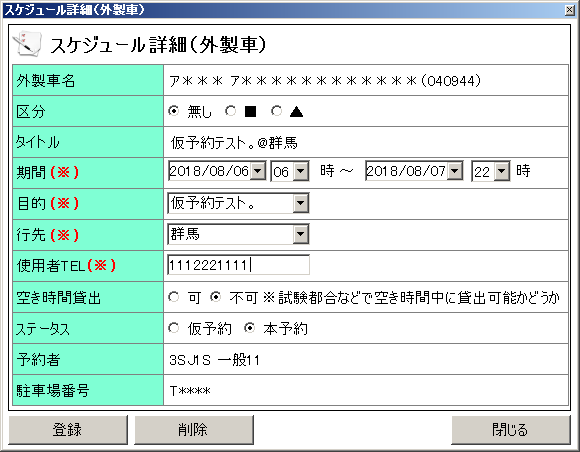 スケジュール詳細(外製車)
スケジュール詳細(外製車)
外製車名 ア＊＊＊ ア＊＊＊＊＊＊＊＊＊＊＊＊(040944)
区分 無し ■ ▲
タイトル 仮予約テスト。@群馬
期間(※) 2018/08/06 06 時 ～ 2018/08/07 22 時
目的(※) 仮予約テスト。
行先(※) 群馬
使用者TEL(※) 1112221111
空き時間貸出 可 不可 ※試験都合などで空き時間中に貸出可能かどうか
ステータス 仮予約 本予約
予約者 3SJ1S 一般11
駐車場番号 T****
登録 削除 閉じる